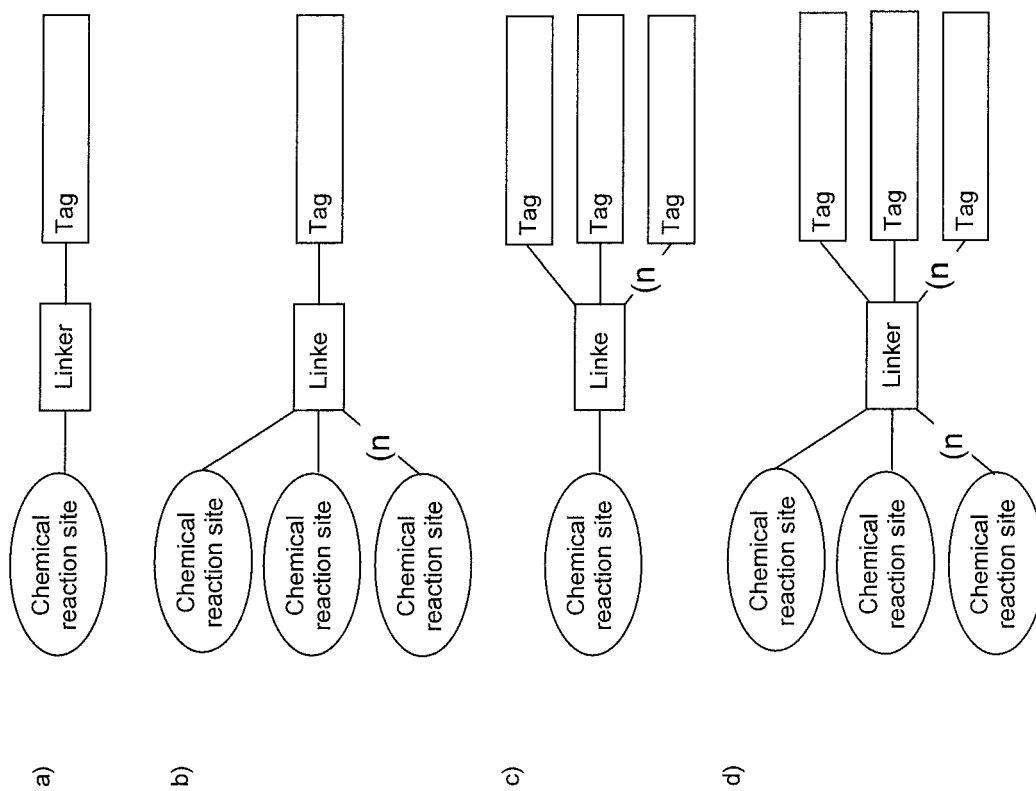 a)
Chemical
reaction site
Linker
Tag
b)
Chemical
reaction site
Chemical
reaction site
Chemical
reaction site
(n
Linke
Tag
c)
Chemical
reaction site
Linke
Tag
Tag
(n
Tag
d)
Chemical
reaction site
Chemical
reaction site
Chemical
reaction site
(n
Linker
Tag
Tag
(n
Tag